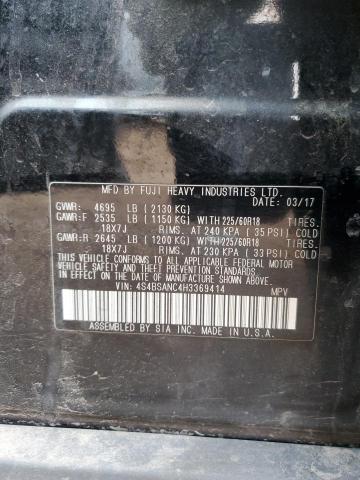 MFD.BY FUJI HEAVY INDUSTRIES LTD.
DATE: 03/17
GVWR: 4695 LB (2130 KG)
GAWR:F 2535 LB (1150 KG) WITH 225/60R18
18X7J RIMS. AT 240 KPA (35 PSI) COLD
GAWR:R 2645 LB (1200 KG) WITH 225/60R18
18X7J RIMS. AT 230 KPA (33 PSI) COLD
THIS VEHICLE CONFORMS TO ALL APPLICABLE FEDERAL MOTOR
VEHICLE SAFETY, BUMPER, AND THEFT PREVENTION STANDARDS
IN EFFECT ON THE DATE OF MANUFACTURE SHOWN ABOVE.
VIN: 4S4BSANC4H3369414 MPV
ASSEMBLED BY SIA INC. MADE IN U.S.A.